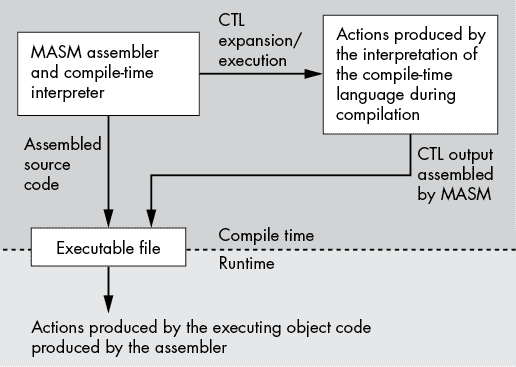 CTL
expansion/
execution
MASM assembler
and compile-time
interpreter
Actions produced by
the interpretation of
the compile-time
language during
compilation
Assembled
source
code
CTL output
assembled
by MASM
Executable file
Compile time
Runtime
Actions produced by the executing object code
produced by the assembler